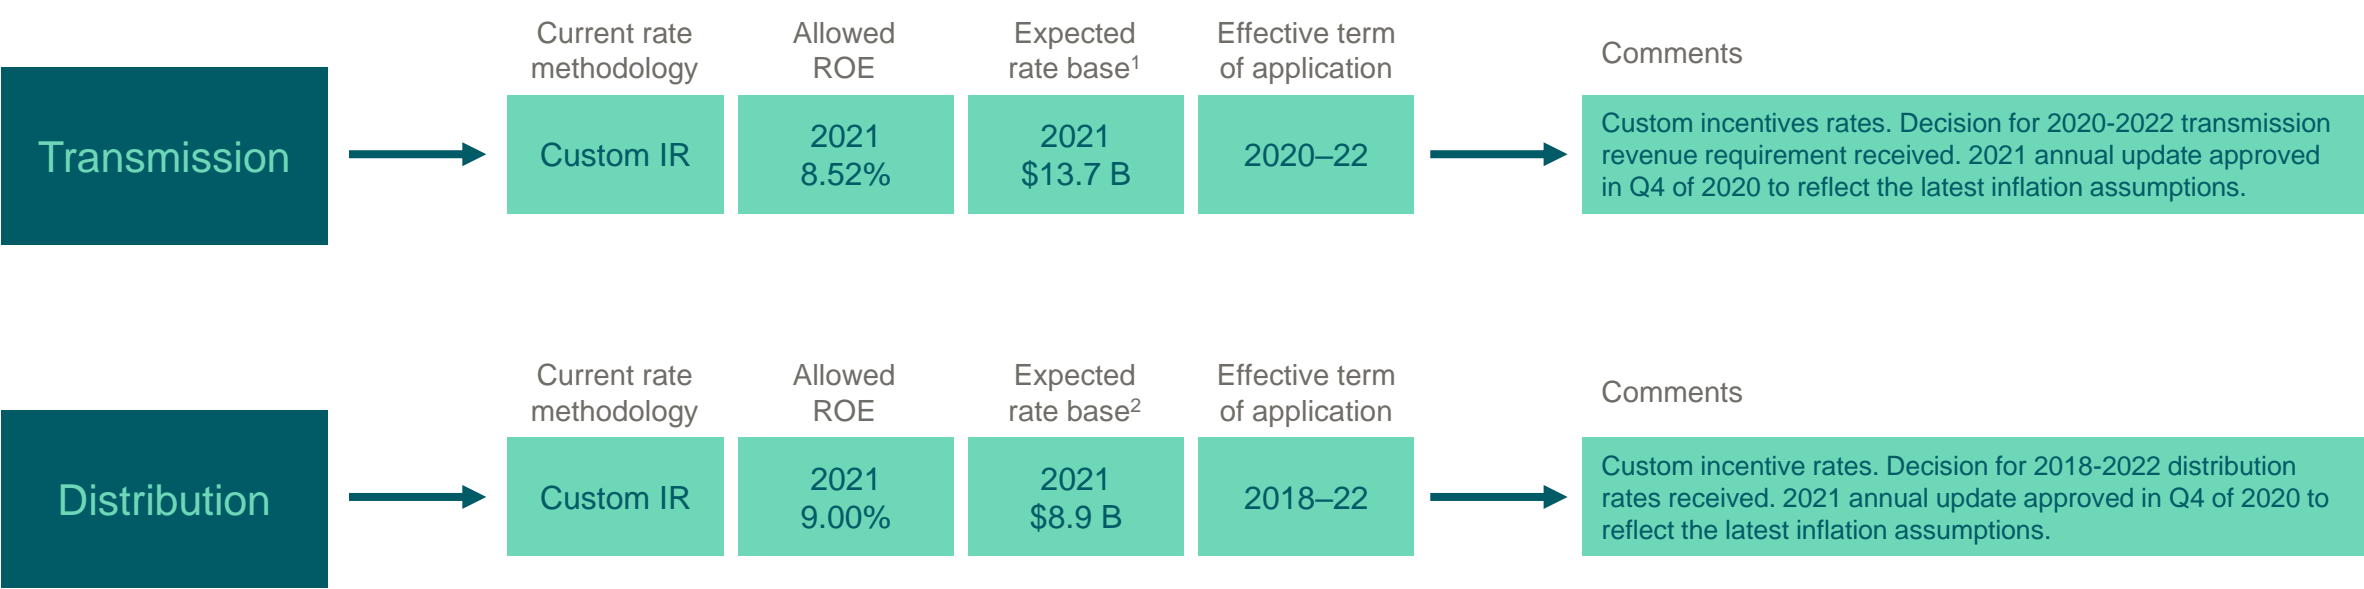 Transmission
Current rate
methodology
Custom IR
Allowed
ROE
2021
8.52%
Expected
rate base¹
2021
$13.7 B
Effective term
of application
2020–22
Comments
Custom incentives rates. Decision for 2020-2022 transmission
revenue requirement received. 2021 annual update approved
in Q4 of 2020 to reflect the latest inflation assumptions.
Distribution
Current rate
methodology
Custom IR
Allowed
ROE
2021
9.00%
Expected
rate base²
2021
$8.9 B
Effective term
of application
2018–22
Comments
Custom incentive rates. Decision for 2018-2022 distribution
rates received. 2021 annual update approved in Q4 of 2020 to
reflect the latest inflation assumptions.